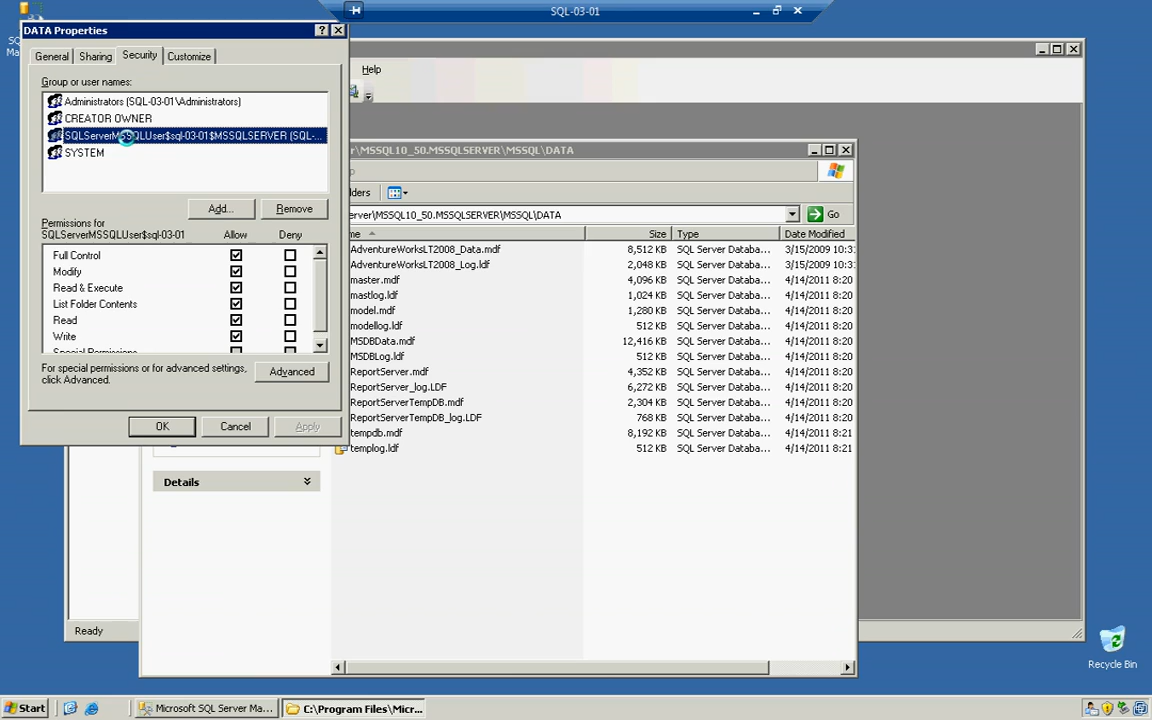 SQL-03-01
DATA Properties
General
Sharing
Security
Customize
Group or user names:
Administrators (SQL-03-01\Administrators)
CREATOR OWNER
SQLServerMSSQLUser$sql-03-01$MSSQLSERVER (SQL-...
SYSTEM
Add...
Remove
Permissions for
SQLServerMSSQLUser$sql-03-01
Allow
Deny
Full Control
Modify
Read & Execute
List Folder Contents
Read
Write
Special Permissions
For special permissions or for advanced settings,
click Advanced.
Advanced
OK
Cancel
Apply
Help
r\MSSQL10_50.MSSQLSERVER\MSSQL\DATA
lders
erver\MSSQL10_50.MSSQLSERVER\MSSQL\DATA
Go
me
Size
Type
Date Modified
AdventureWorksLT2008_Data.mdf 8,512 KB SQL Server Databa... 3/15/2009 10:31
AdventureWorksLT2008_Log.ldf 2,048 KB SQL Server Databa... 3/15/2009 10:31
master.mdf 4,096 KB SQL Server Databa... 4/14/2011 8:20
mastlog.ldf 1,024 KB SQL Server Databa... 4/14/2011 8:20
model.mdf 1,280 KB SQL Server Databa... 4/14/2011 8:20
modellog.ldf 512 KB SQL Server Databa... 4/14/2011 8:20
MSDBData.mdf 12,416 KB SQL Server Databa... 4/14/2011 8:20
MSDBLog.ldf 512 KB SQL Server Databa... 4/14/2011 8:20
ReportServer.mdf 4,352 KB SQL Server Databa... 4/14/2011 8:20
ReportServer_log.LDF 6,272 KB SQL Server Databa... 4/14/2011 8:20
ReportServerTempDB.mdf 2,304 KB SQL Server Databa... 4/14/2011 8:20
ReportServerTempDB_log.LDF 768 KB SQL Server Databa... 4/14/2011 8:20
tempdb.mdf 8,192 KB SQL Server Databa... 4/14/2011 8:21
templog.ldf 512 KB SQL Server Databa... 4/14/2011 8:21
Details
Ready
Recycle Bin
Start
Microsoft SQL Server Ma...
C:\Program Files\Micr...